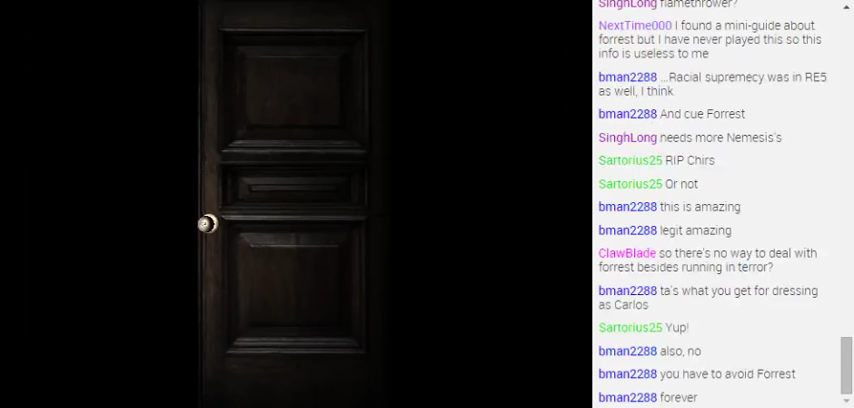 SinghLong flamethrower?
NextTime000 I found a mini-guide about
forrest but I have never played this so this
info is useless to me
bman2288 ...Racial supremecy was in RE5
as well, I think
bman2288 And cue Forrest
SinghLong needs more Nemesis's
Sartorius25 RIP Chirs
Sartorius25 Or not
bman2288 this is amazing
bman2288 legit amazing
ClawBlade so there's no way to deal with
forrest besides running in terror?
bman2288 ta's what you get for dressing
as Carlos
Sartorius25 Yup!
bman2288 also, no
bman2288 you have to avoid Forrest
bman2288 forever